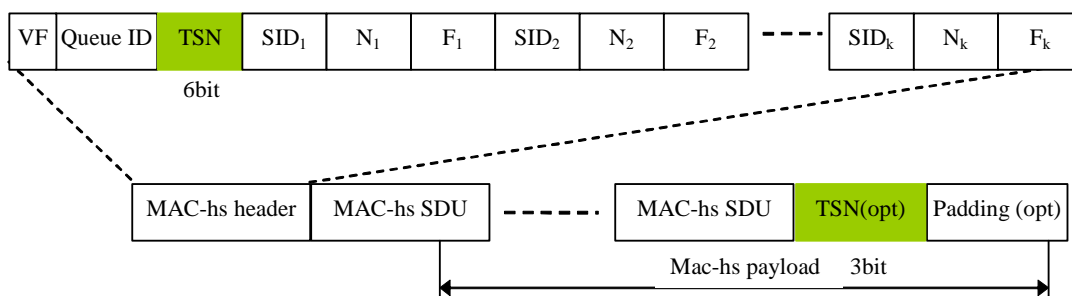 VF Queue ID TSN SID₁ N₁ F₁ SID₂ N₂ F₂ SIDₖ Nₖ Fₖ
6bit
MAC-hs header MAC-hs SDU MAC-hs SDU TSN(opt) Padding (opt)
Mac-hs payload 3bit